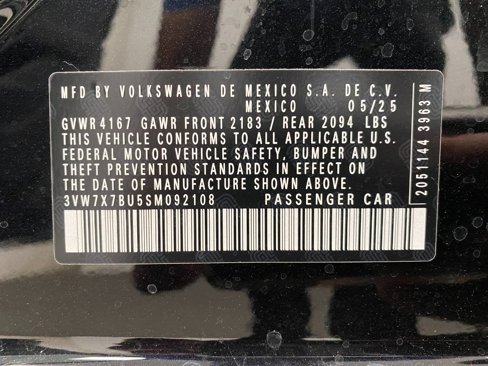 MFD BY VOLKSWAGEN DE MEXICO S.A. DE C.V.
MEXICO 05/25
GVWR 4167 GAWR FRONT 2183 / REAR 2094 LBS
THIS VEHICLE CONFORMS TO ALL APPLICABLE U.S.
FEDERAL MOTOR VEHICLE SAFETY, BUMPER AND
THEFT PREVENTION STANDARDS IN EFFECT ON
THE DATE OF MANUFACTURE SHOWN ABOVE.
3VW7X7BU5SM092108 PASSENGER CAR
2051144 3963 M